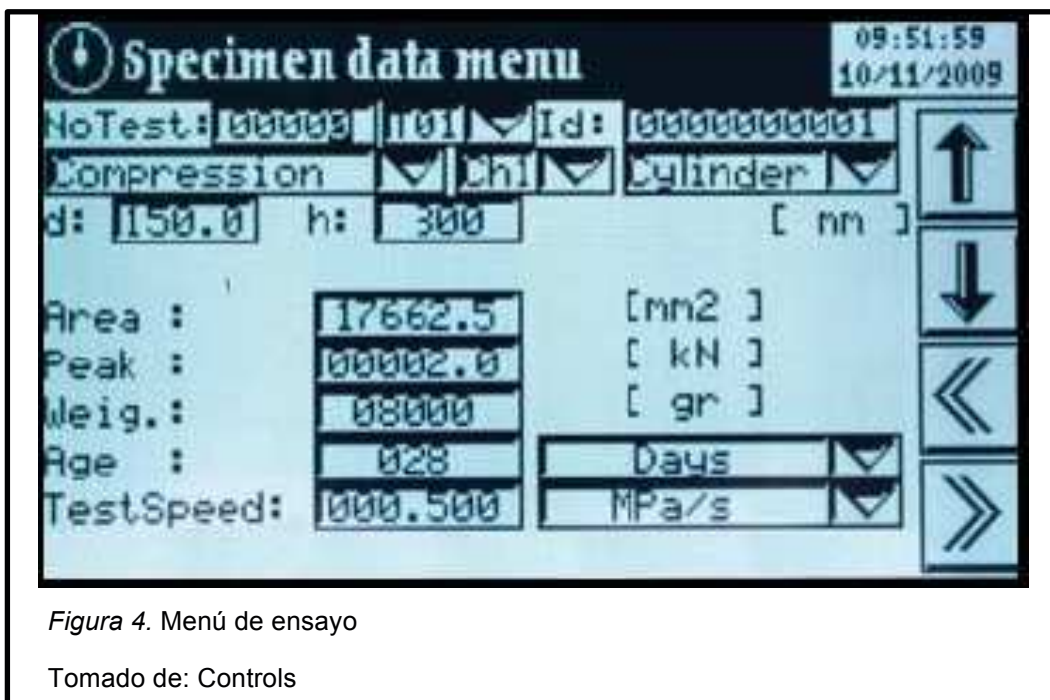 Specimen data menu
09:51:59
10/11/2009
NoTest: 00000 T01 Id: 0000000001
Compression Ch1 Cylinder
d: 150.0 h: 300 [ mm ]
Area : 17662.5 [mm2 ]
Peak : 00002.0 [ kN ]
Weig.: 08000 [ gr ]
Age : 028 Days
TestSpeed: 000.500 MPa/s
Figura 4. Menú de ensayo
Tomado de: Controls